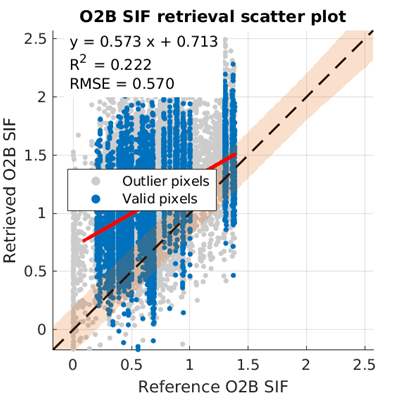 O2B SIF retrieval scatter plot
y = 0.573 x + 0.713
R² = 0.222
RMSE = 0.570
2.5
2
1.5
1
0.5
0
Outlier pixels
Valid pixels
Retrieved O2B SIF
0
0.5
1
1.5
2
2.5
Reference O2B SIF